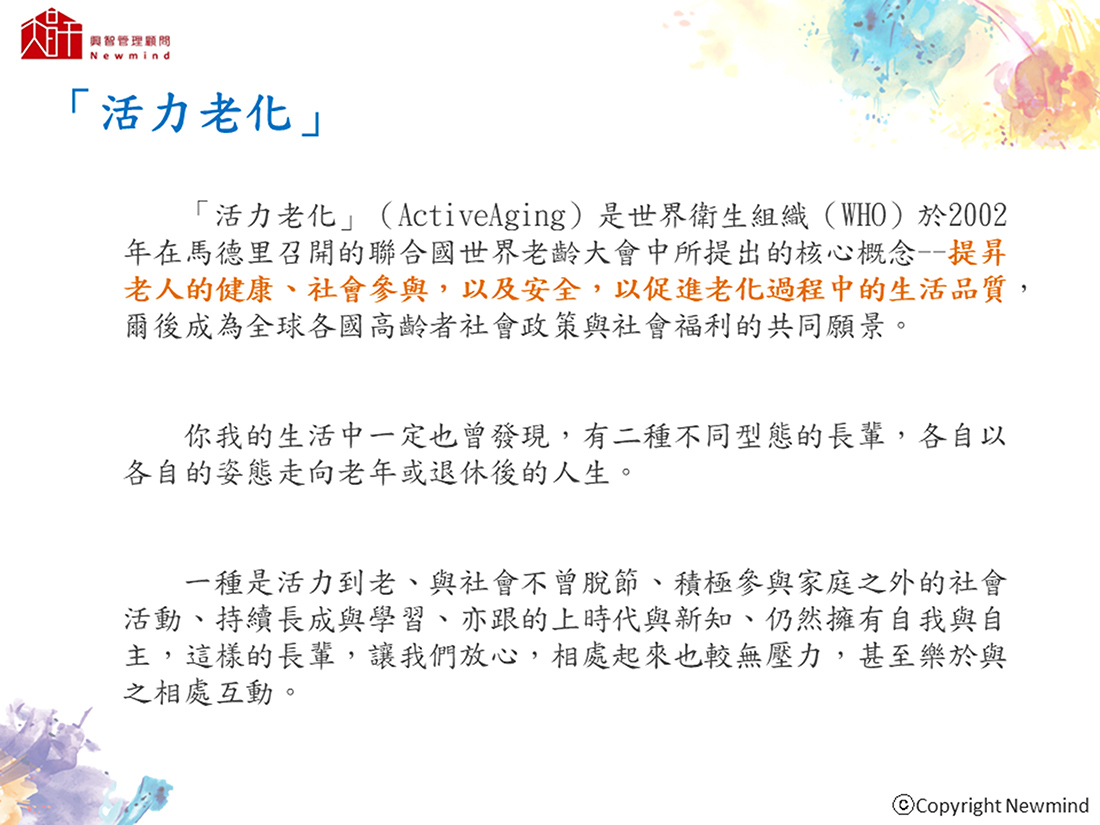 興智管理顧問
Newmind
「活力老化」
「活力老化」（ActiveAging）是世界衛生組織（WHO）於2002
年在馬德里召開的聯合國世界老齡大會中所提出的核心概念--提昇
老人的健康、社會參與，以及安全，以促進老化過程中的生活品質，
爾後成為全球各國高齡者社會政策與社會福利的共同願景。
你我的生活中一定也曾發現，有二種不同型態的長輩，各自以
各自的姿態走向老年或退休後的人生。
一種是活力到老、與社會不曾脫節、積極參與家庭之外的社會
活動、持續長成與學習、亦跟的上時代與新知、仍然擁有自我與自
主，這樣的長輩，讓我們放心，相處起來也較無壓力，甚至樂於與
之相處互動。
ⓒCopyright Newmind